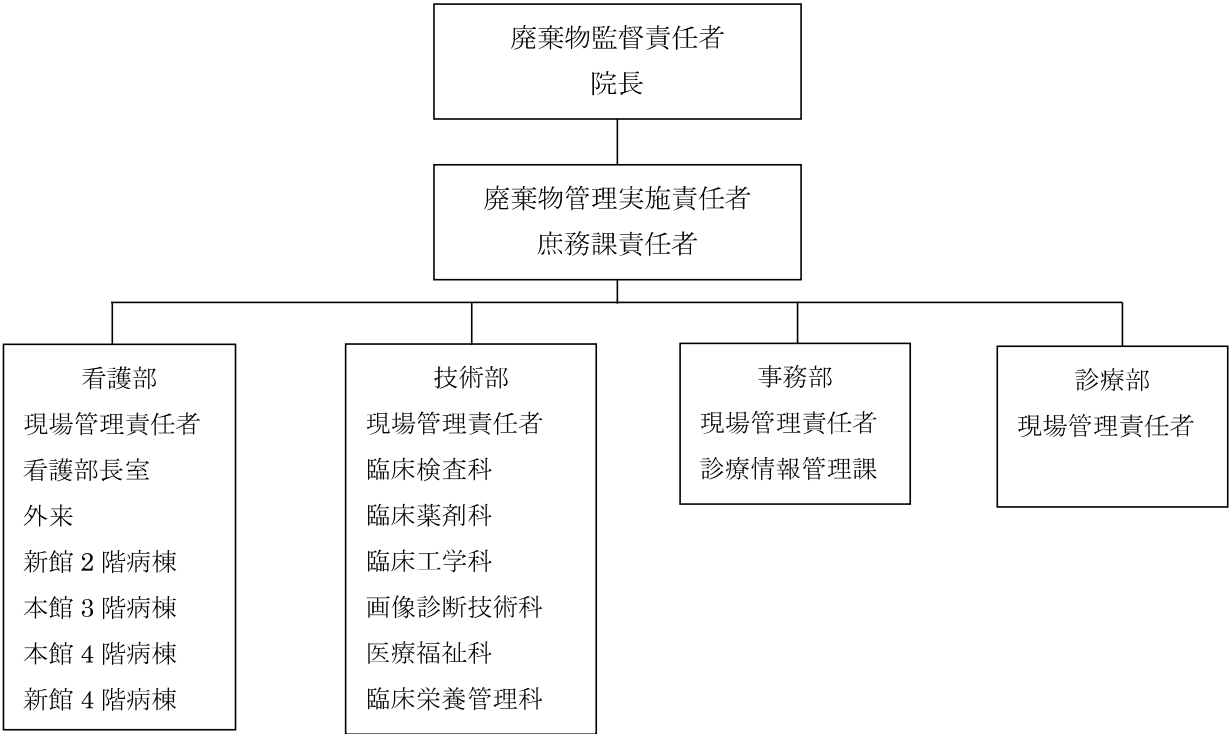 廃棄物監督責任者
院長
廃棄物管理実施責任者
庶務課責任者
看護部
現場管理責任者
看護部長室
外来
新館 2 階病棟
本館 3 階病棟
本館 4 階病棟
新館 4 階病棟
技術部
現場管理責任者
臨床検査科
臨床薬剤科
臨床工学科
画像診断技術科
医療福祉科
臨床栄養管理科
事務部
現場管理責任者
診療情報管理課
診療部
現場管理責任者